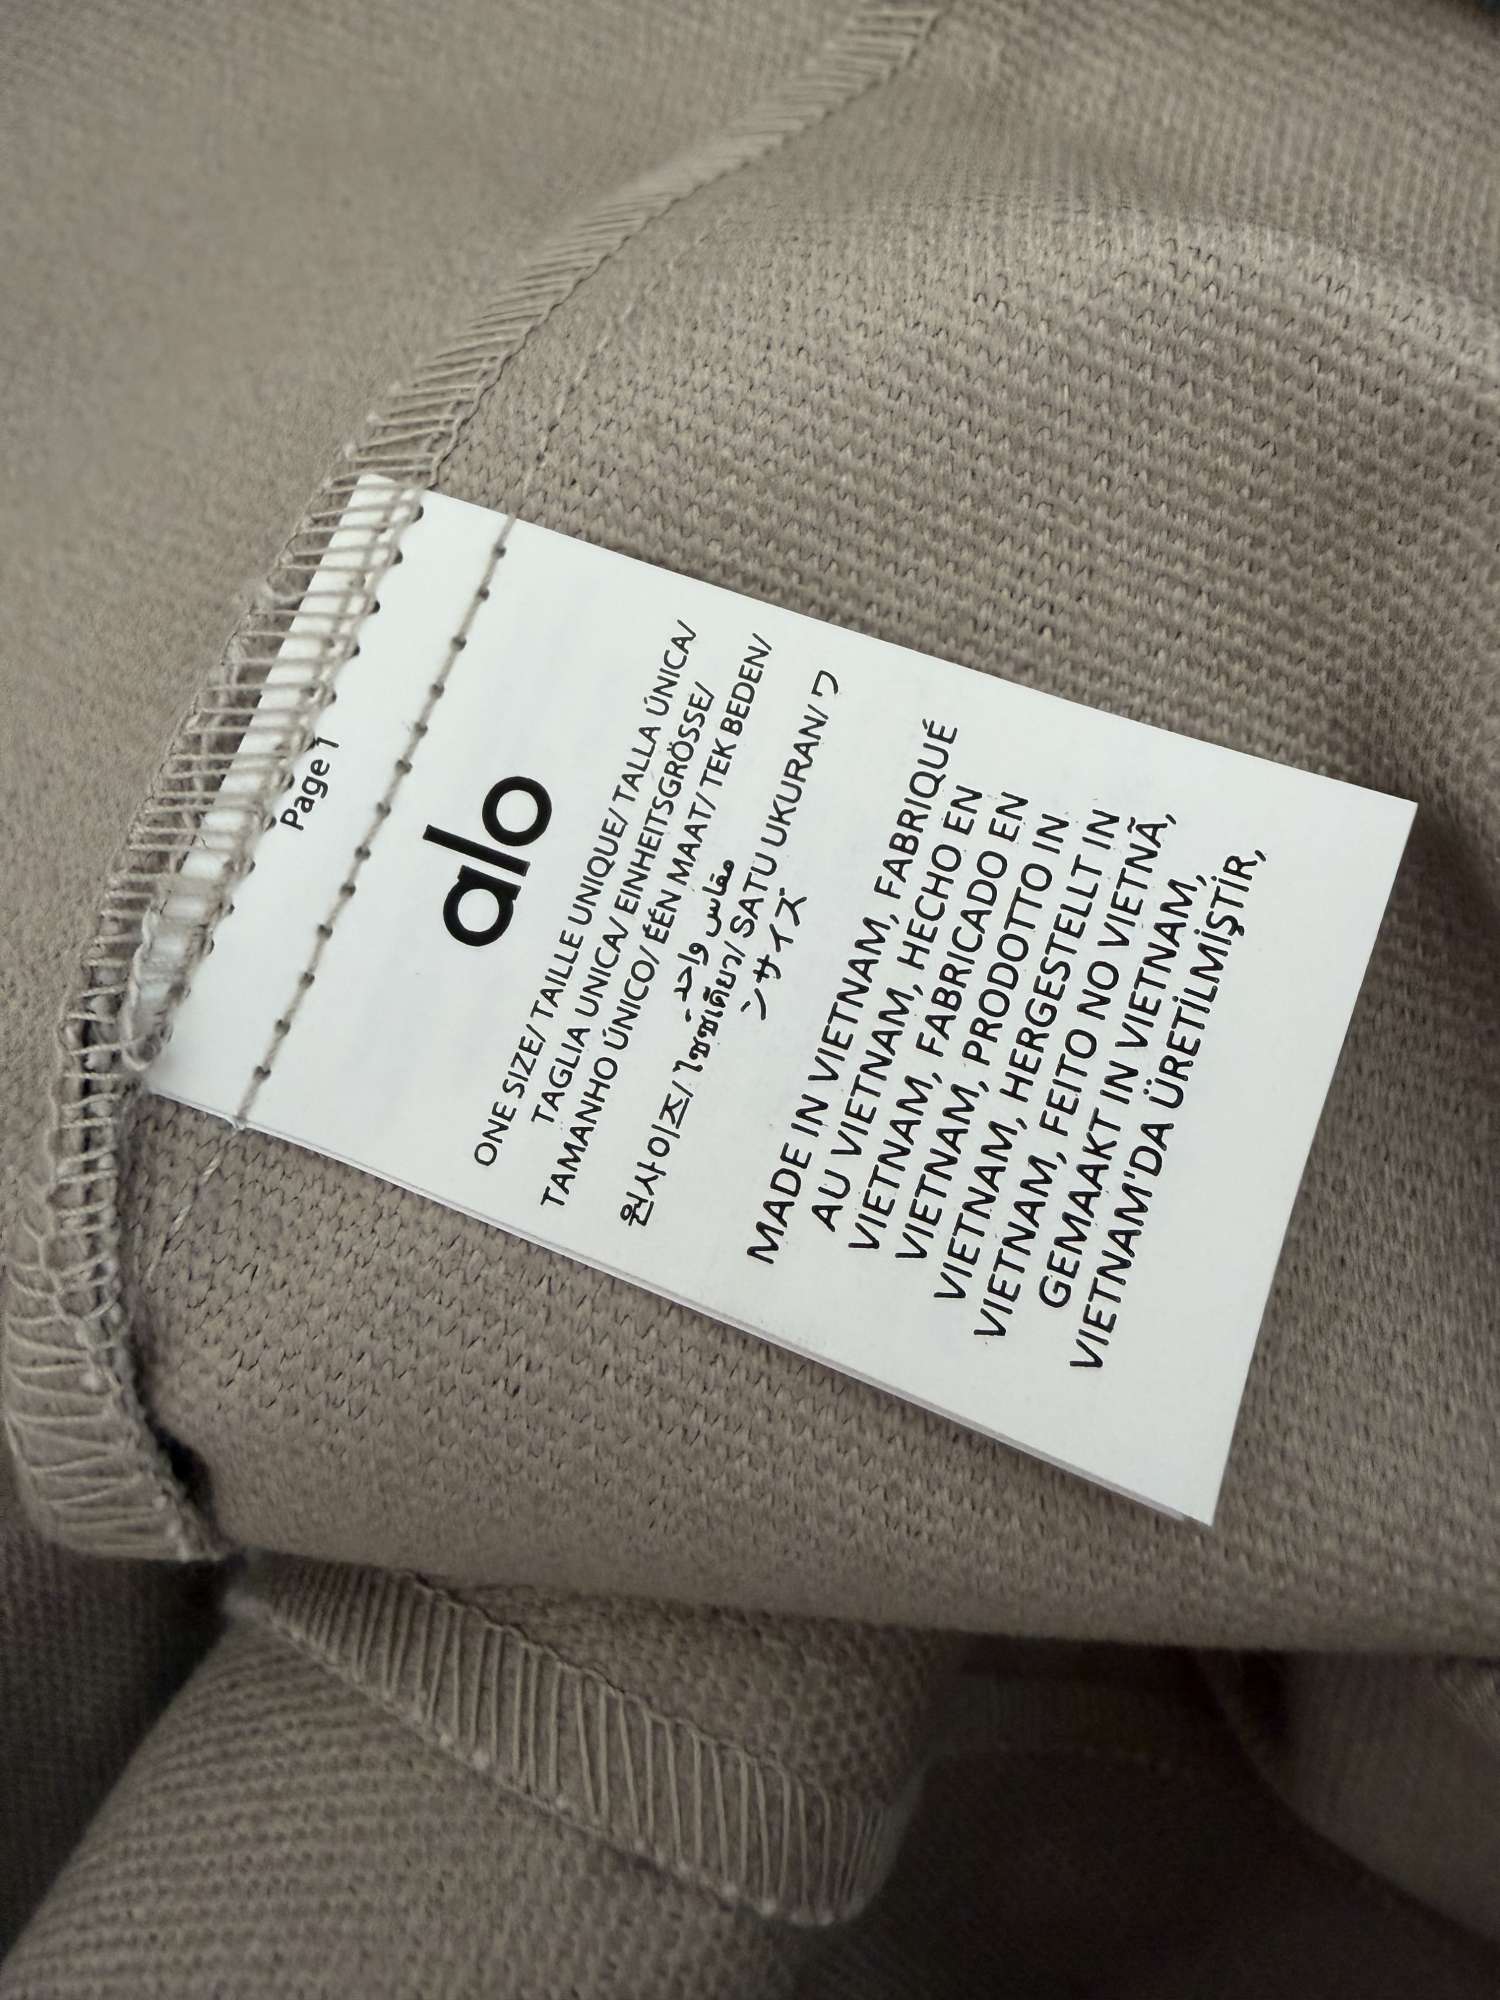 Page 1
alo
ONE SIZE/ TAILLE UNIQUE/ TALLA ÚNICA/
TAGLIA UNICA/ EINHEITSGRÖSSE/
TAMANHO ÚNICO/ ÉÉN MAAT/ TEK BEDEN/
مقاس واحد
원사이즈/ ไซซ์เดียว/ SATU UKURAN/ ワ
ンサイズ
MADE IN VIETNAM, FABRIQUÉ
AU VIETNAM, HECHO EN
VIETNAM, FABRICADO EN
VIETNAM, PRODOTTO IN
VIETNAM, HERGESTELLT IN
VIETNAM, FEITO NO VIETNÃ,
GEMAAKT IN VIETNAM,
VIETNAM'DA ÜRETİLMİŞTİR,